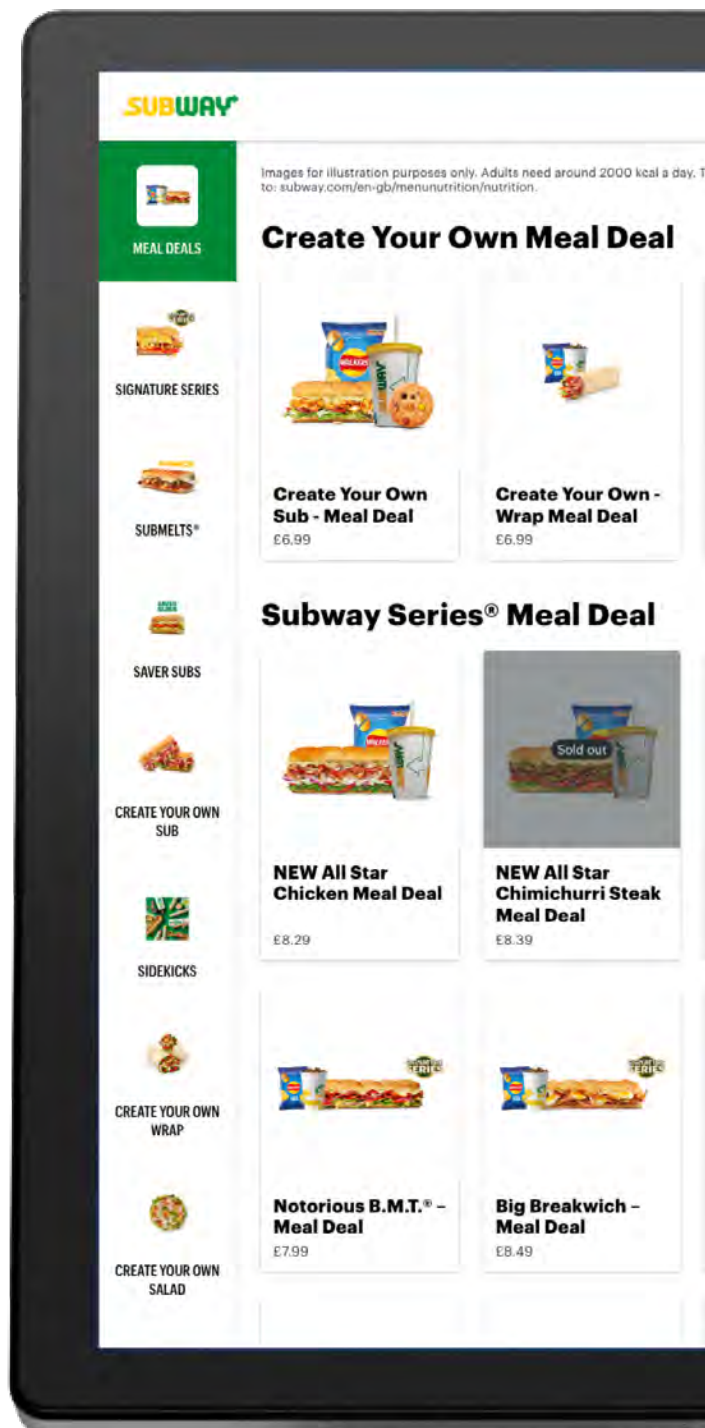 SUBWAY
Images for illustration purposes only. Adults need around 2000 kcal a day. T
to: subway.com/en-gb/menunutrition/nutrition.
MEAL DEALS
Create Your Own Meal Deal
SIGNATURE SERIES
WALKERS
SUBWAY
Create Your Own
Sub - Meal Deal
£6.99
Create Your Own -
Wrap Meal Deal
£6.99
SUBMELTS®
Subway Series® Meal Deal
SAVER SUBS
Sold out
CREATE YOUR OWN
SUB
NEW All Star
Chicken Meal Deal
£8.29
NEW All Star
Chimichurri Steak
Meal Deal
£8.39
SIDEKICKS
SERIES
SERIES
CREATE YOUR OWN
WRAP
Notorious B.M.T.® –
Meal Deal
£7.99
Big Breakwich –
Meal Deal
£8.49
CREATE YOUR OWN
SALAD